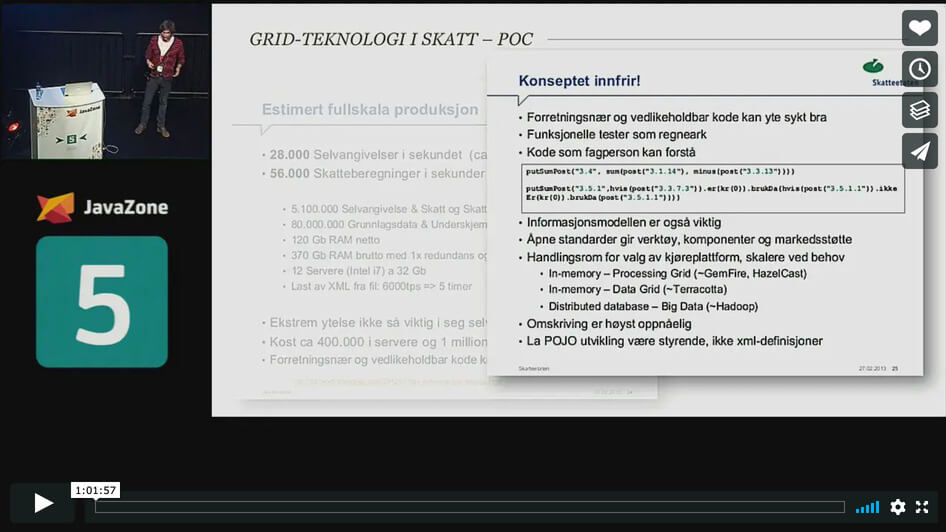 GRID-TEKNOLOGI I SKATT – POC
Konseptet innfrir!
Skatteetaten
Forretningsnær og vedlikeholdbar kode kan yte sykt bra
Funksjonelle tester som regneark
Kode som fagperson kan forstå
putSumPost("3.4", sum(post("3.1.14"), minus(post("3.3.13"))))
putSumPost("3.5.1",hvis(post("3.3.7.3")).er(kr(0)).brukDa(hvis(post("3.5.1.1")).ikke
Er(kr(0)).brukDa(post("3.5.1.1"))))
Informasjonsmodellen er også viktig
Åpne standarder gir verktøy, komponenter og markedsstøtte
Handlingsrom for valg av kjøreplattform, skalere ved behov
In-memory – Processing Grid (~GemFire, HazelCast)
In-memory – Data Grid (~Terracotta)
Distributed database – Big Data (~Hadoop)
Omskriving er høyst oppnåelig
La POJO utvikling være styrende, ikke xml-definisjoner
Skatteetaten
27.02.2013 25
Estimert fullskala produksjon
28.000 Selvangivelser i sekundet (ca
56.000 Skatteberegninger i sekunder
5.100.000 Selvangivelse & Skatt og Skatt
80.000.000 Grunnlagsdata & Underskjem
120 Gb RAM netto
370 Gb RAM brutto med 1x redundans og
12 Servere (Intel i7) a 32 Gb
Last av XML fra fil: 6000tps => 5 timer
Ekstrem ytelse ikke så viktig i seg selv
Kost ca 400.000 i servere og 1 million
Forretningsnær og vedlikeholdbar kode k
JavaZone
JavaZone
5
5
1:01:57